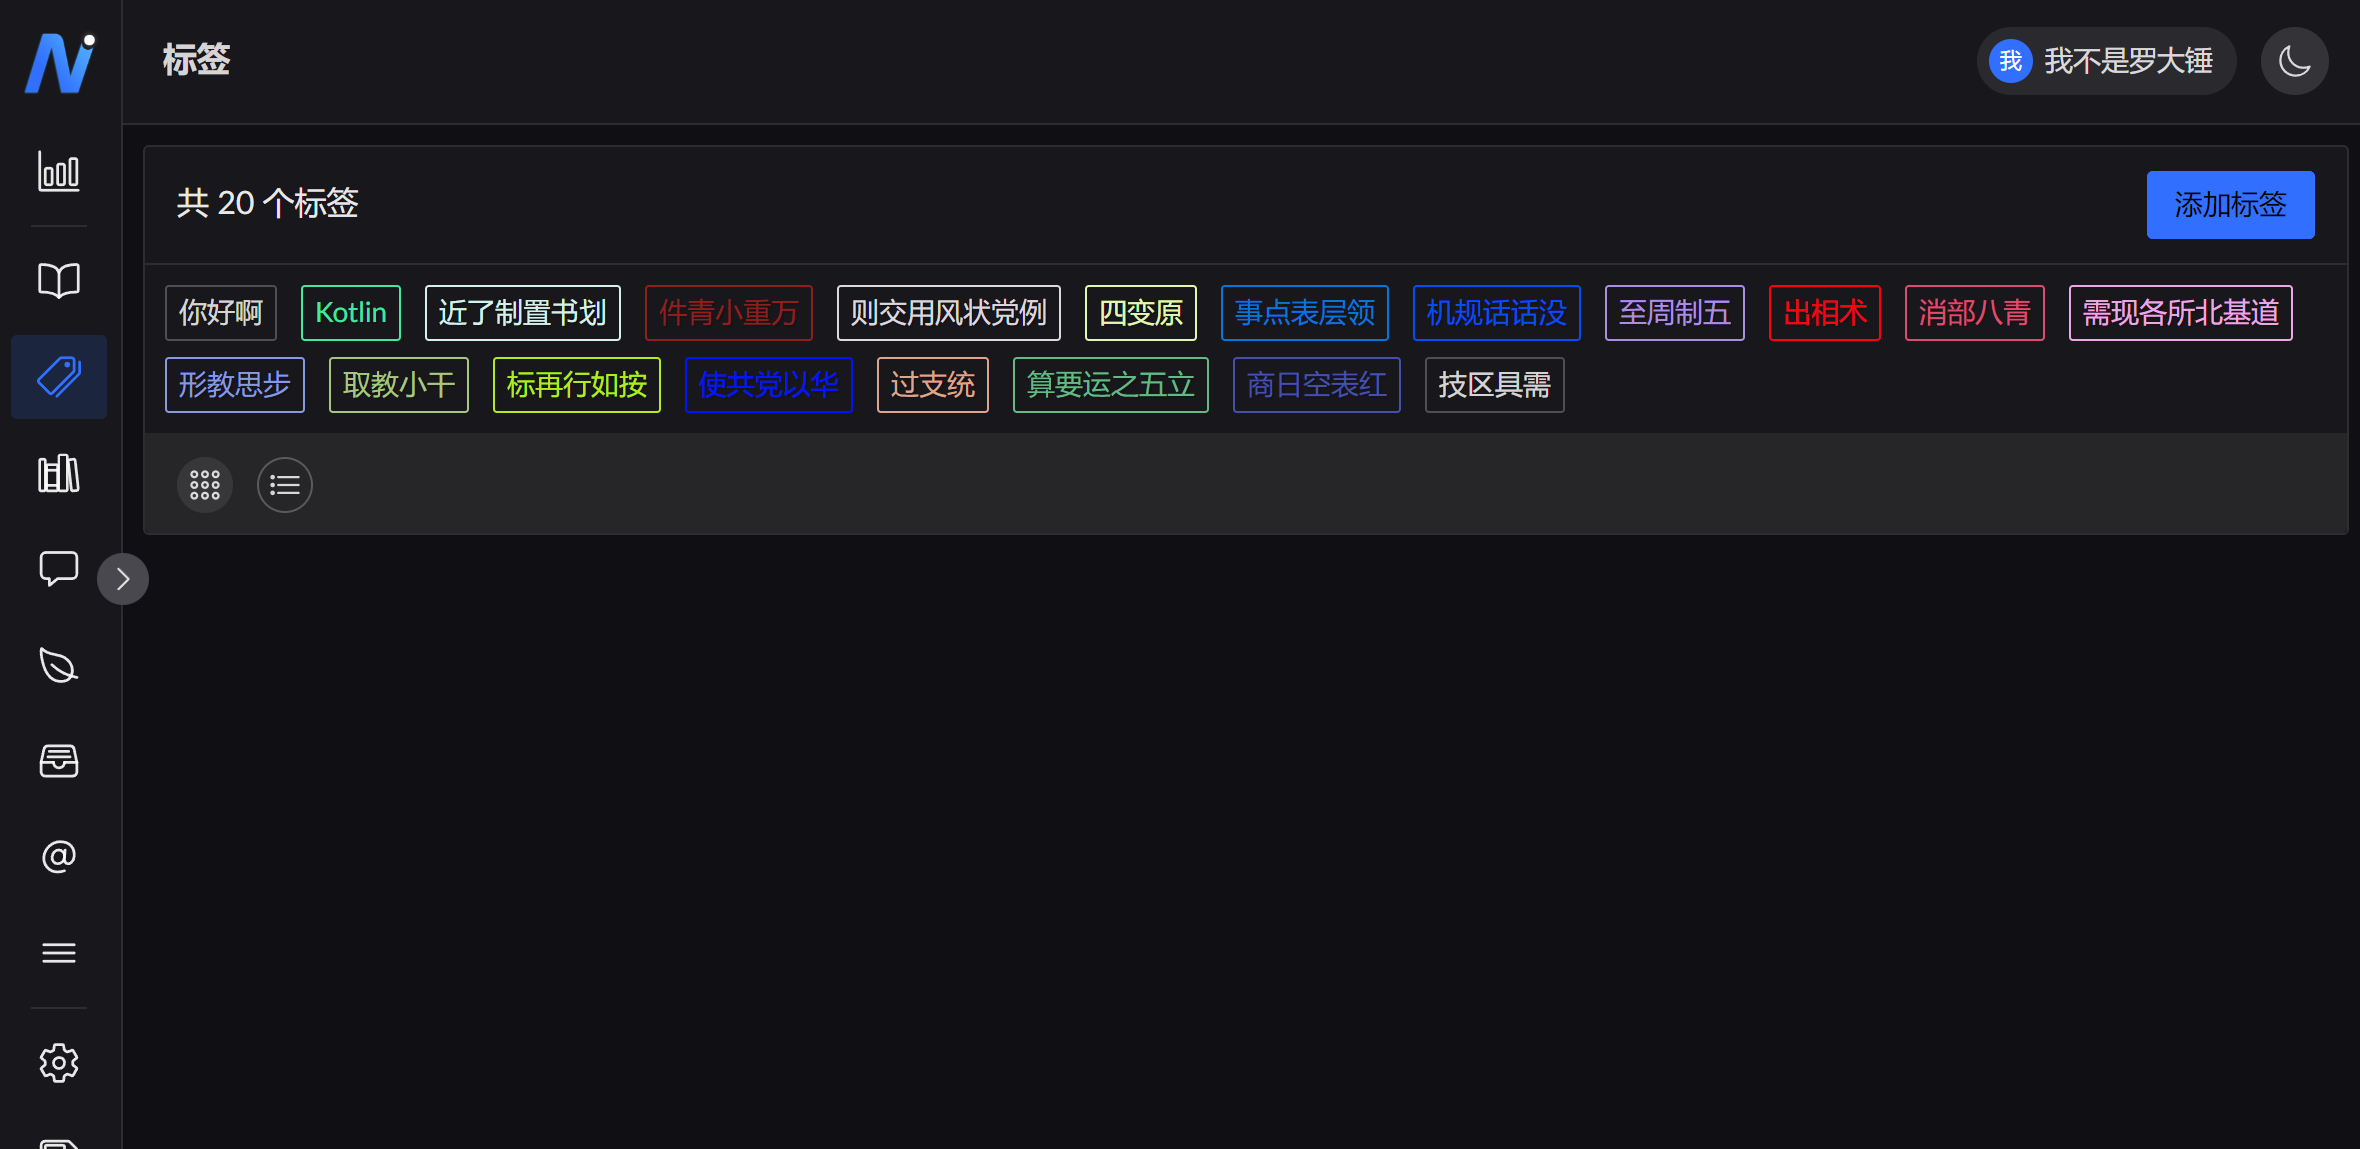 标签
我 我不是罗大锤
共 20 个标签
添加标签
你好啊 Kotlin 近了制置书划 件青小重万 则交用风状党例 四变原 事点表层领 机规话话没 至周制五 出相术 消部八青 需现各所北基道
形教思步 取教小干 标再行如按 使共党以华 过支统 算要运之五立 商日空表红 技区具需